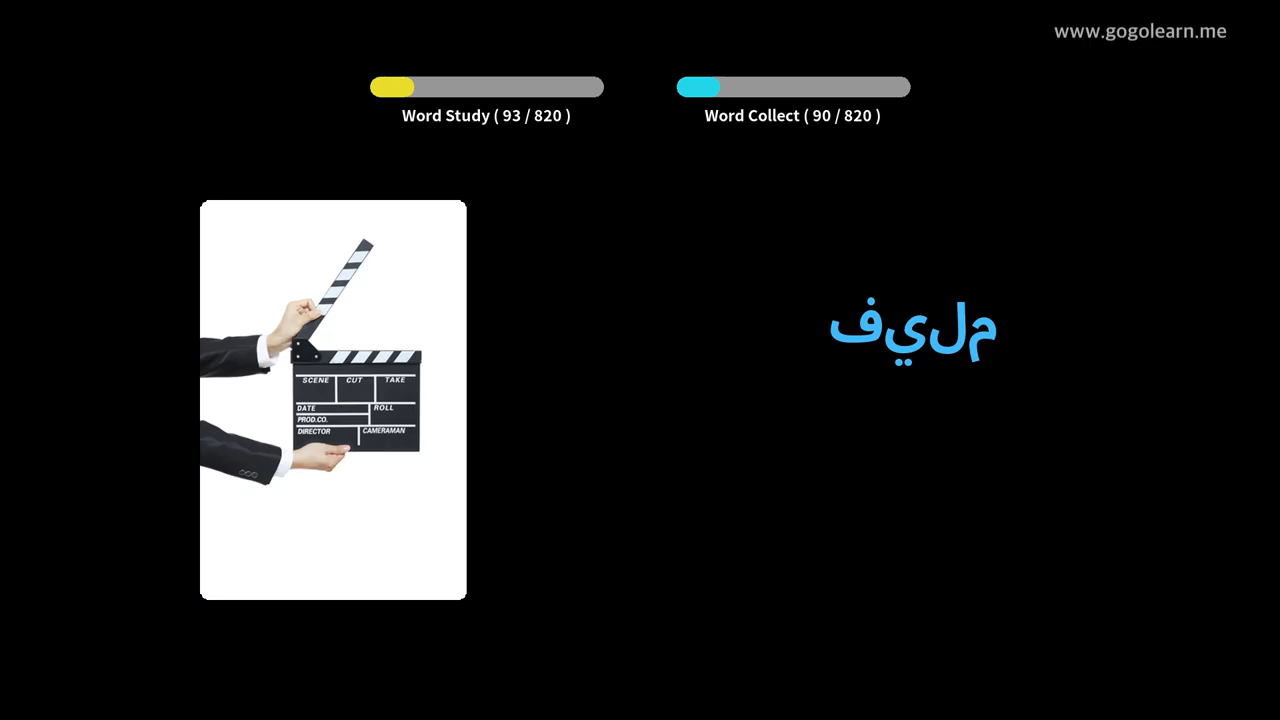 www.gogolearn.me
Word Study ( 93 / 820 )
Word Collect ( 90 / 820 )
SCENE CUT TAKE
DATE ROLL
PROD.CO.
DIRECTOR CAMERAMAN
مليف